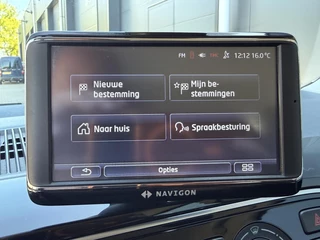 FM 12:12 16.0°C
Nieuwe
bestemming
Mijn be-
stemmingen
Naar huis
Spraakbesturing
Opties
NAVIGON